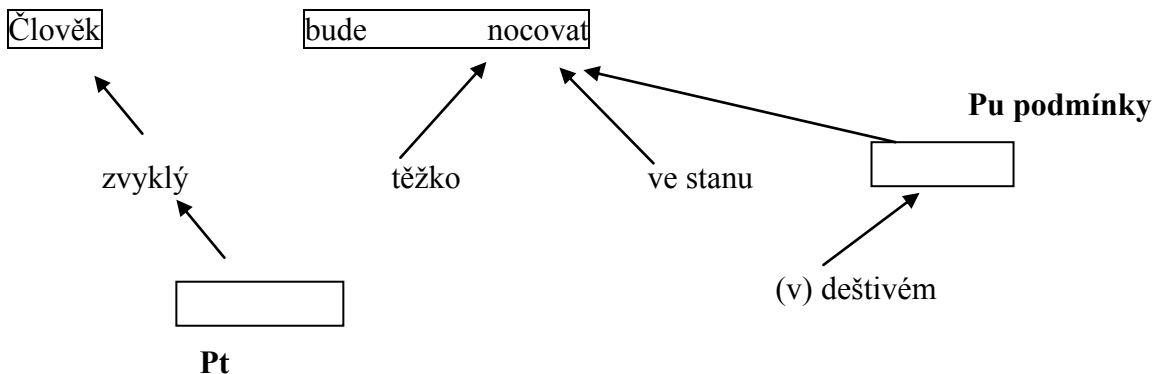 Člověk bude nocovat
Pu podmínky
zvyklý těžko ve stanu
(v) deštivém
Pt